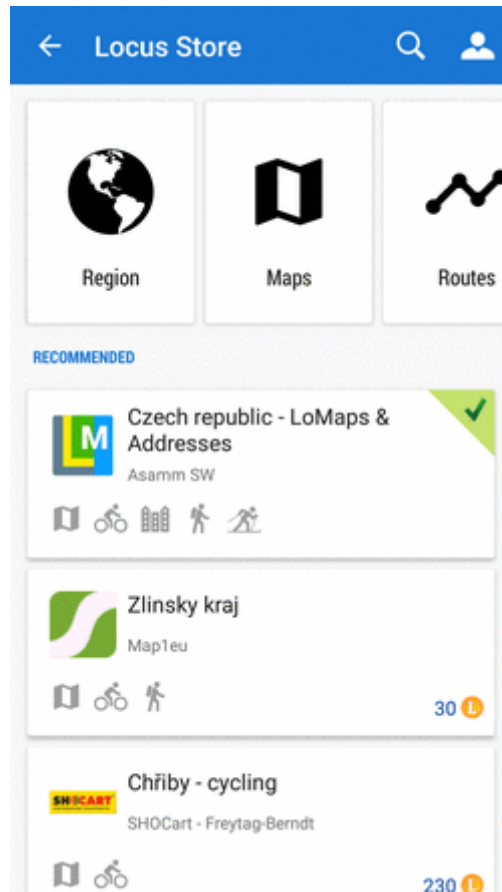 Locus Store
Region
Maps
Routes
RECOMMENDED
Czech republic - LoMaps &
Addresses
Asamm SW
M
Zlinsky kraj
Map1eu
30 L
Chřiby - cycling
SHOCART
SHOCart - Freytag-Berndt
230 L